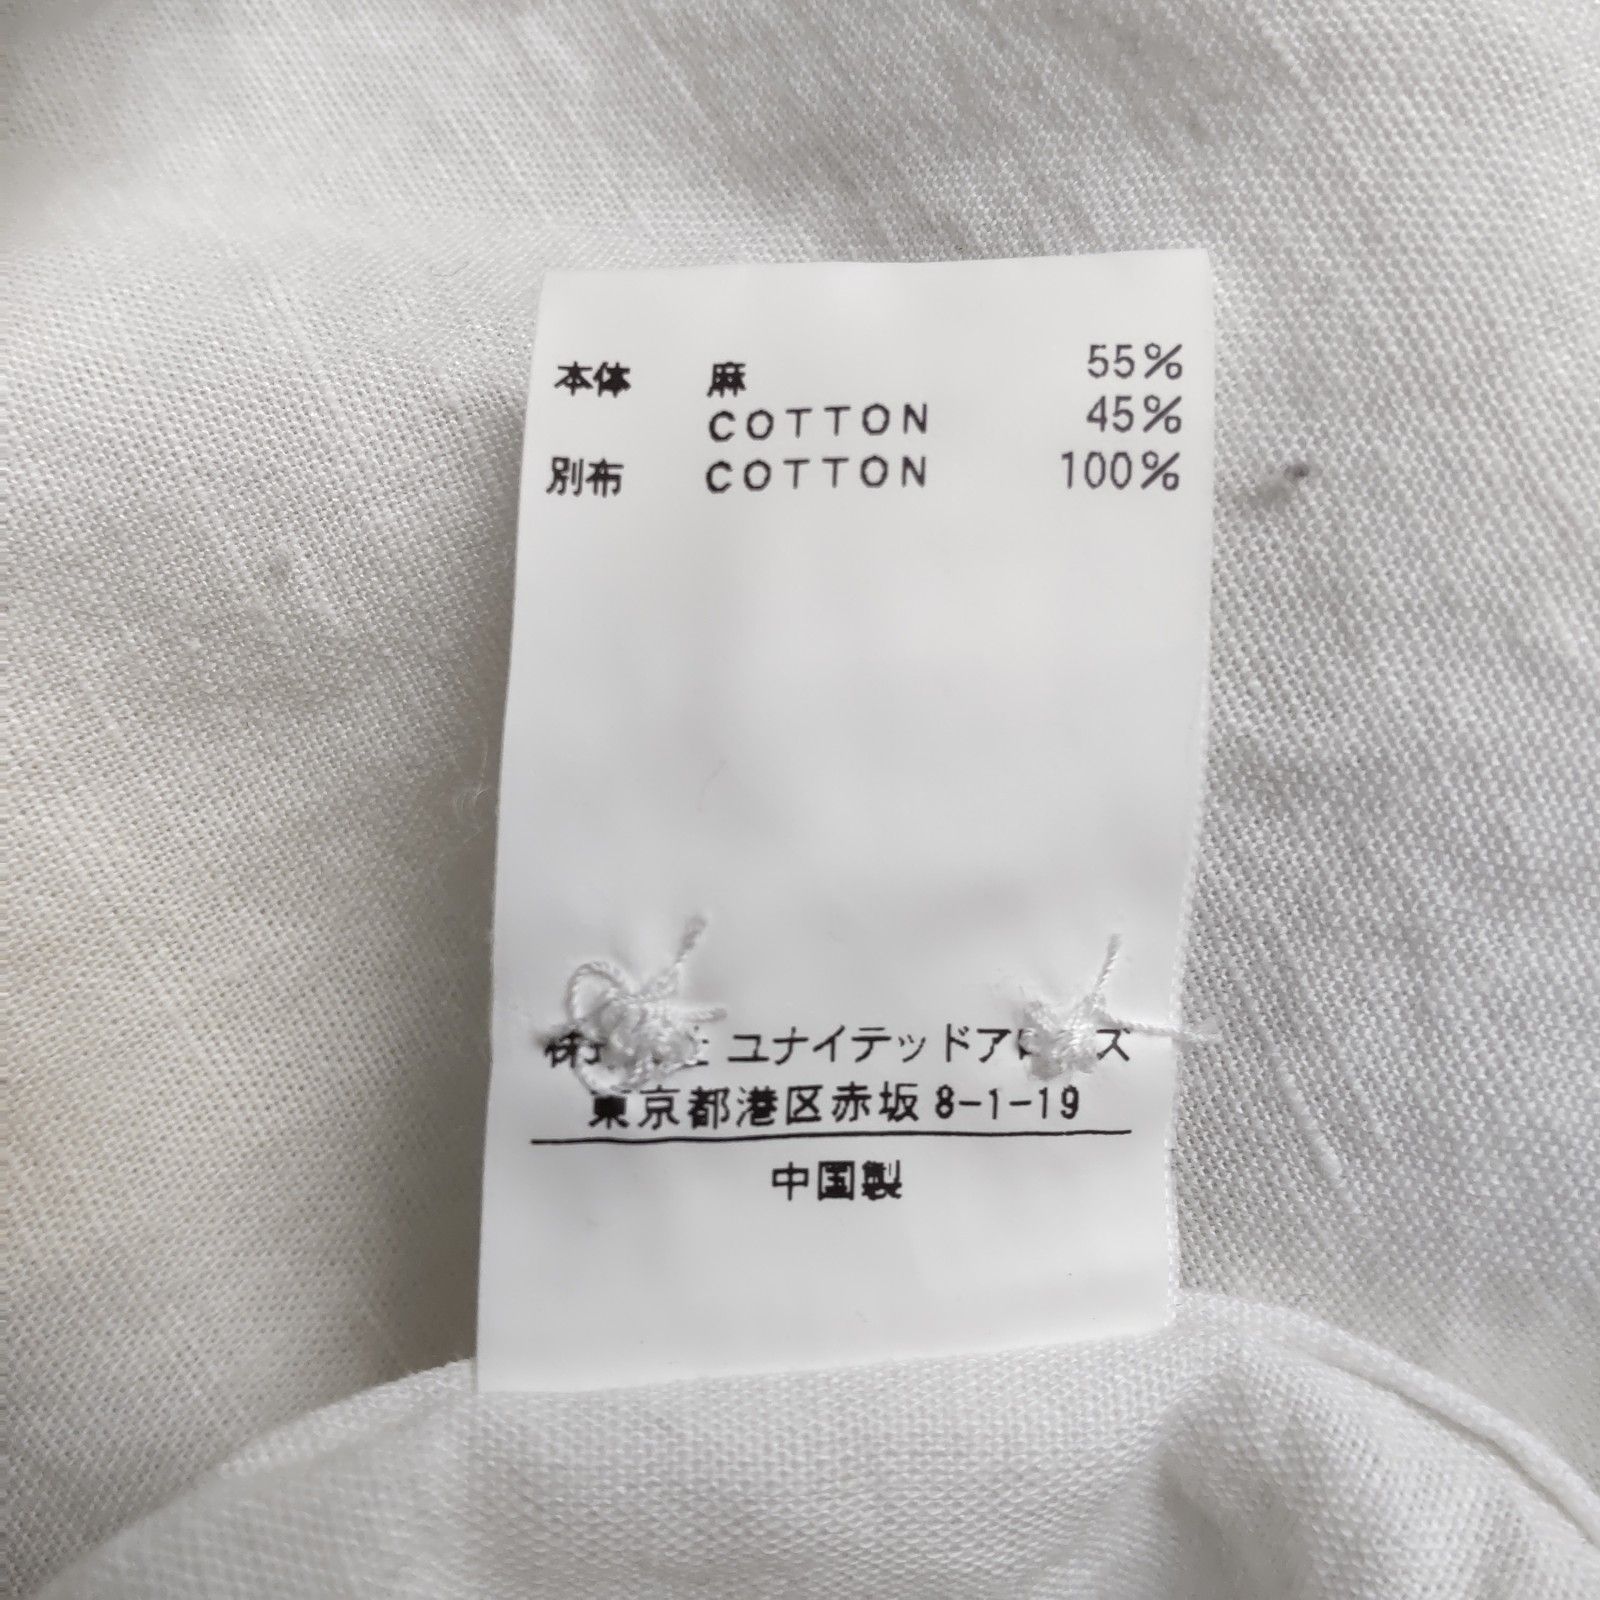 本体 麻 55%
COTTON 45%
別布 COTTON 100%
ユナイテッドア
東京都港区赤坂8-1-19
中国製